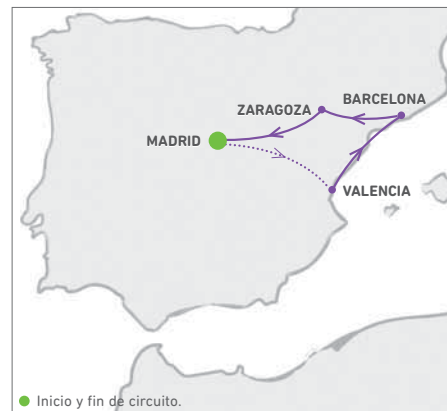 BARCELONA
ZARAGOZA
MADRID
VALENCIA
Inicio y fin de circuito.